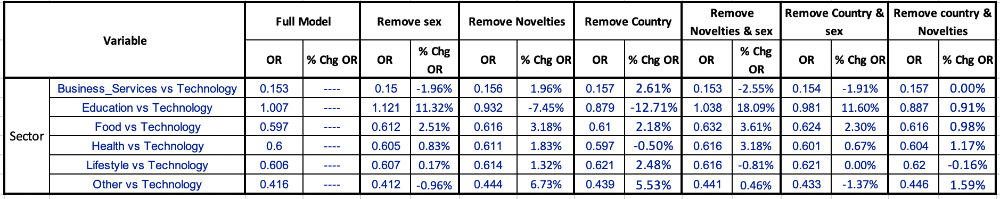 Variable Full Model Remove sex Remove Novelties Remove Country Remove Novelties & sex Remove Country & sex Remove country & Novelties
OR % Chg OR OR % Chg OR OR % Chg OR OR % Chg OR OR % Chg OR OR % Chg OR OR % Chg OR
Sector
Business_Services vs Technology 0.153 ---- 0.15 -1.96% 0.156 1.96% 0.157 2.61% 0.153 -2.55% 0.154 -1.91% 0.157 0.00%
Education vs Technology 1.007 ---- 1.121 11.32% 0.932 -7.45% 0.879 -12.71% 1.038 18.09% 0.981 11.60% 0.887 0.91%
Food vs Technology 0.597 ---- 0.612 2.51% 0.616 3.18% 0.61 2.18% 0.632 3.61% 0.624 2.30% 0.616 0.98%
Health vs Technology 0.6 ---- 0.605 0.83% 0.611 1.83% 0.597 -0.50% 0.616 3.18% 0.601 0.67% 0.604 1.17%
Lifestyle vs Technology 0.606 ---- 0.607 0.17% 0.614 1.32% 0.621 2.48% 0.616 -0.81% 0.621 0.00% 0.62 -0.16%
Other vs Technology 0.416 ---- 0.412 -0.96% 0.444 6.73% 0.439 5.53% 0.441 0.46% 0.433 -1.37% 0.446 1.59%